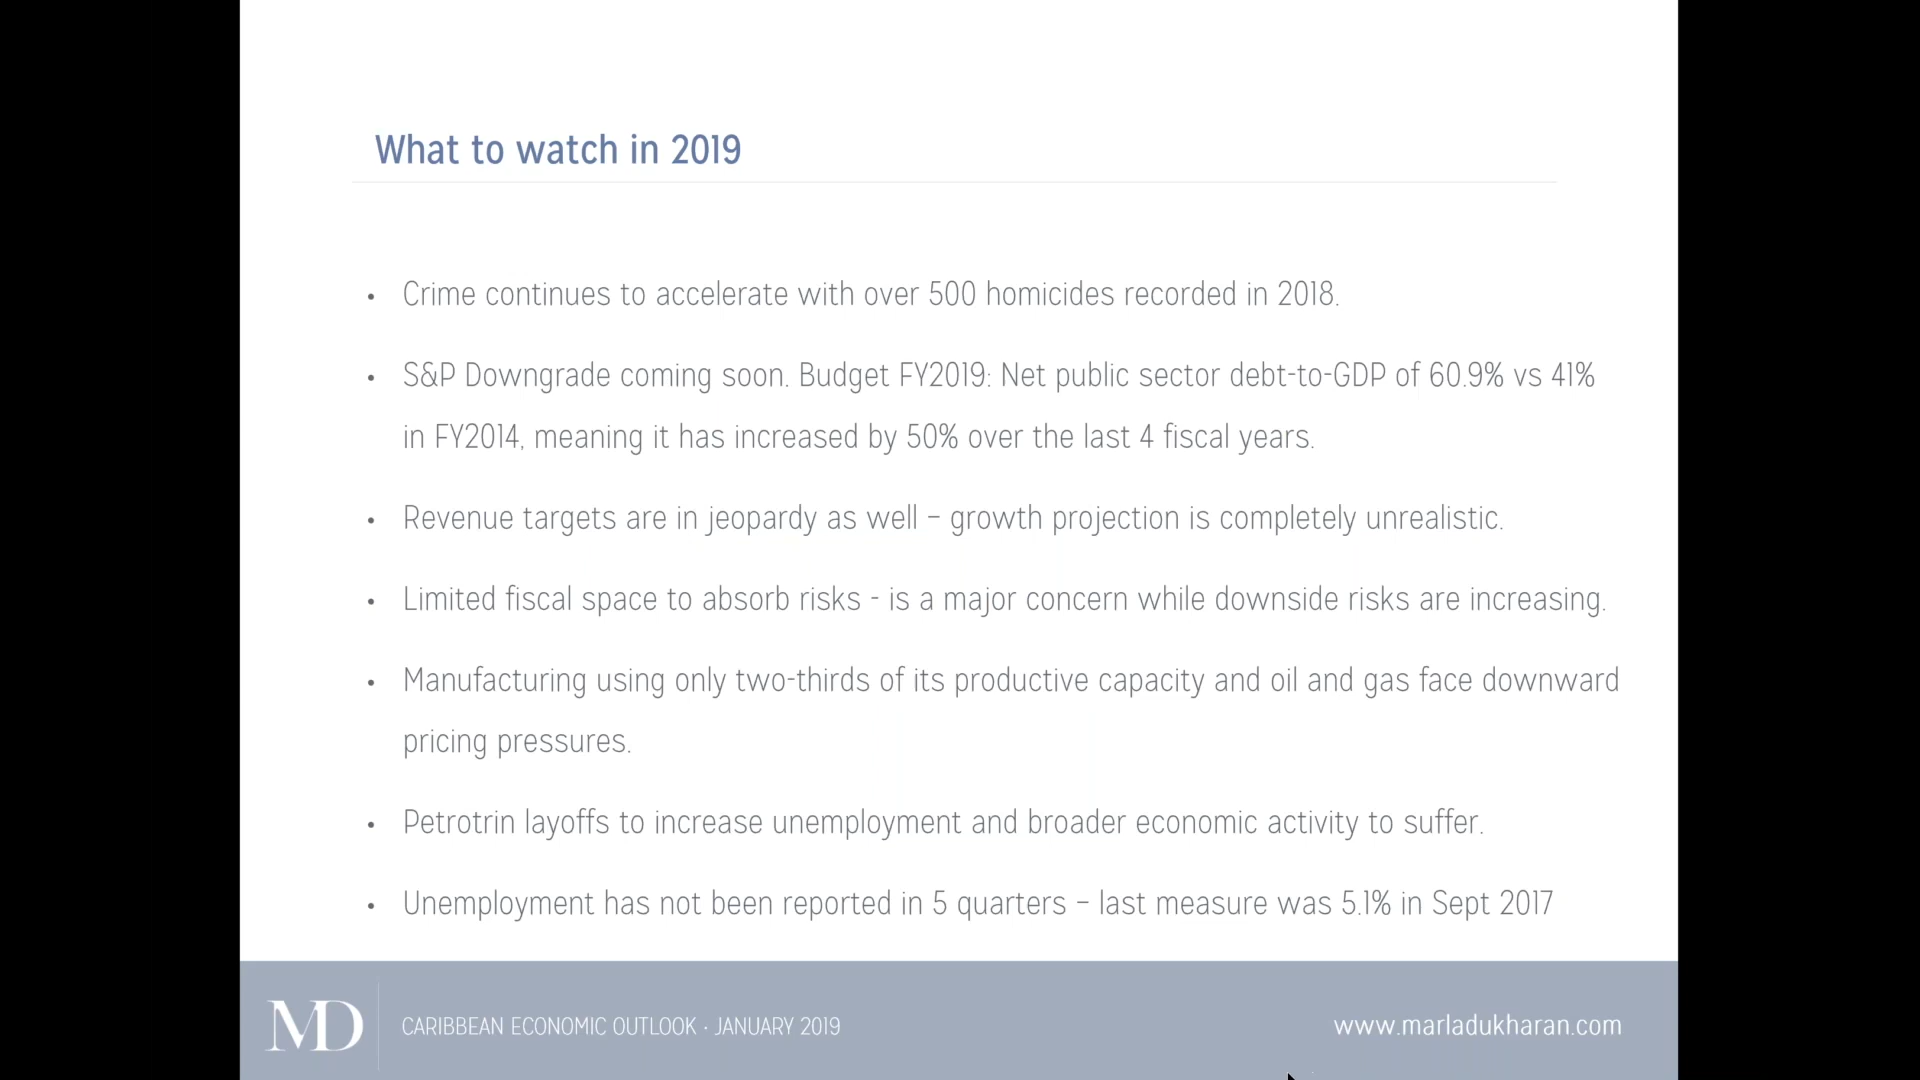 What to watch in 2019
• Crime continues to accelerate with over 500 homicides recorded in 2018.
• S&P Downgrade coming soon. Budget FY2019: Net public sector debt-to-GDP of 60.9% vs 41%
in FY2014, meaning it has increased by 50% over the last 4 fiscal years.
• Revenue targets are in jeopardy as well – growth projection is completely unrealistic.
• Limited fiscal space to absorb risks - is a major concern while downside risks are increasing.
• Manufacturing using only two-thirds of its productive capacity and oil and gas face downward
pricing pressures.
• Petrotrin layoffs to increase unemployment and broader economic activity to suffer.
• Unemployment has not been reported in 5 quarters – last measure was 5.1% in Sept 2017
MD
CARIBBEAN ECONOMIC OUTLOOK · JANUARY 2019
www.marladukharan.com